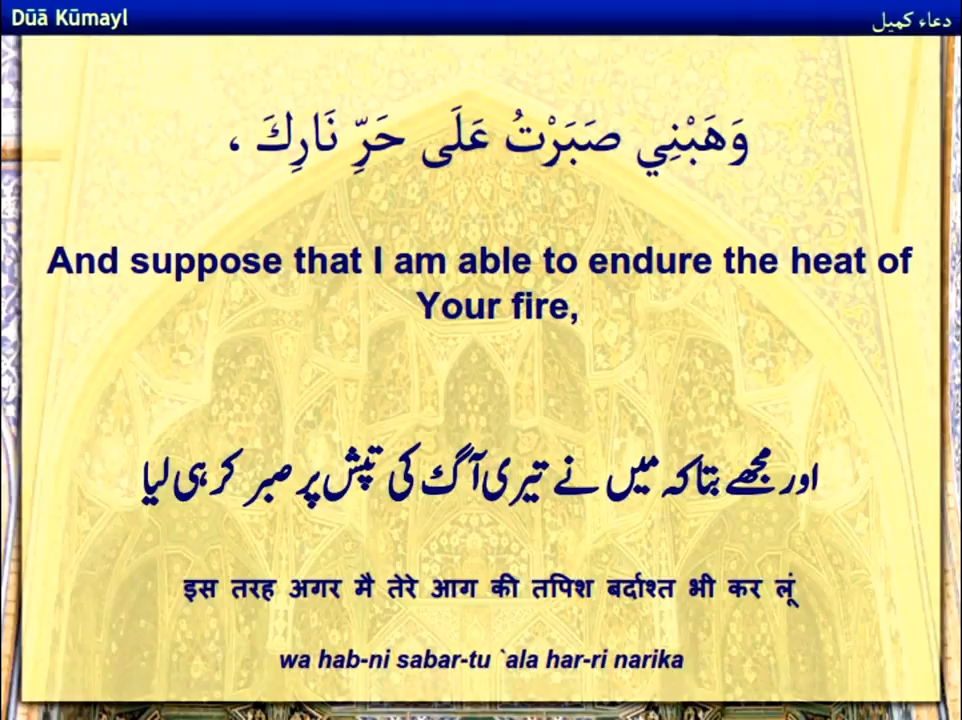 Dūā Kūmayl
دعاء كميل
وَهَبْنِي صَبَرْتُ عَلَى حَرِّ نَارِكَ ،
And suppose that I am able to endure the heat of
Your fire,
اور مجھے بتا کہ میں نے تیری آگ کی تپش پر صبر کر ہی لیا
इस तरह अगर मै तेरे आग की तपिश बर्दाश्त भी कर लूं
wa hab-ni sabar-tu `ala har-ri narika